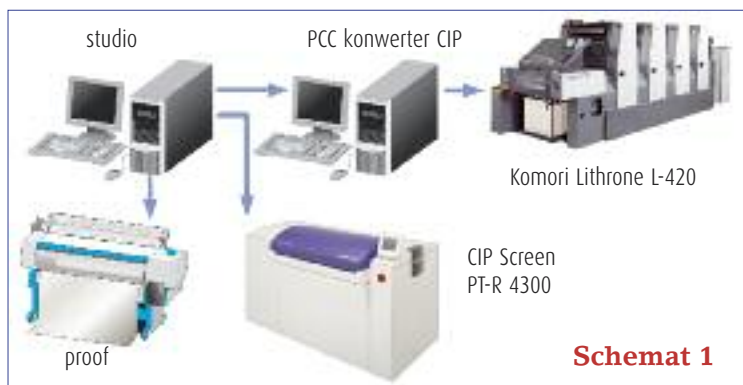 studio
PCC konwerter CIP
Komori Lithrone L-420
CIP Screen
PT-R 4300
proof
Schemat 1